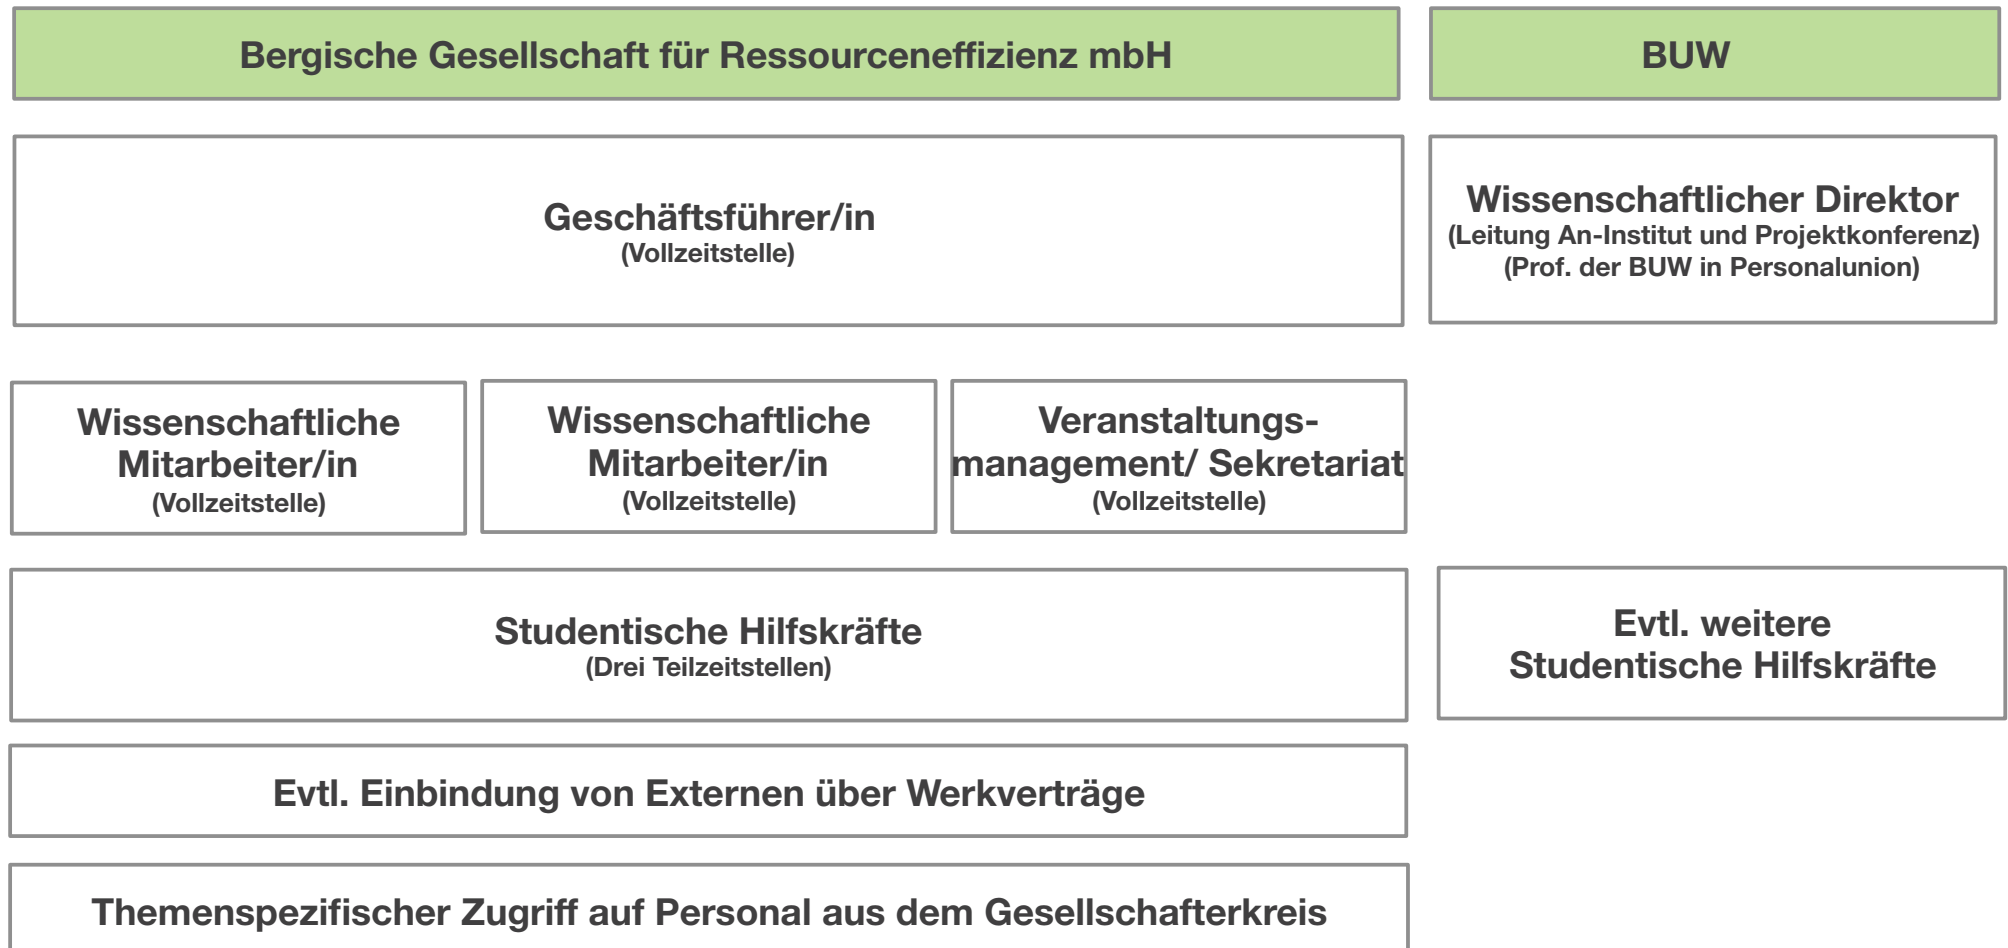 Bergische Gesellschaft für Ressourceneffizienz mbH
BUW
Geschäftsführer/in
(Vollzeitstelle)
Wissenschaftlicher Direktor
(Leitung An-Institut und Projektkonferenz)
(Prof. der BUW in Personalunion)
Wissenschaftliche
Mitarbeiter/in
(Vollzeitstelle)
Wissenschaftliche
Mitarbeiter/in
(Vollzeitstelle)
Veranstaltungs-
management/ Sekretariat
(Vollzeitstelle)
Studentische Hilfskräfte
(Drei Teilzeitstellen)
Evtl. weitere
Studentische Hilfskräfte
Evtl. Einbindung von Externen über Werkverträge
Themenspezifischer Zugriff auf Personal aus dem Gesellschafterkreis